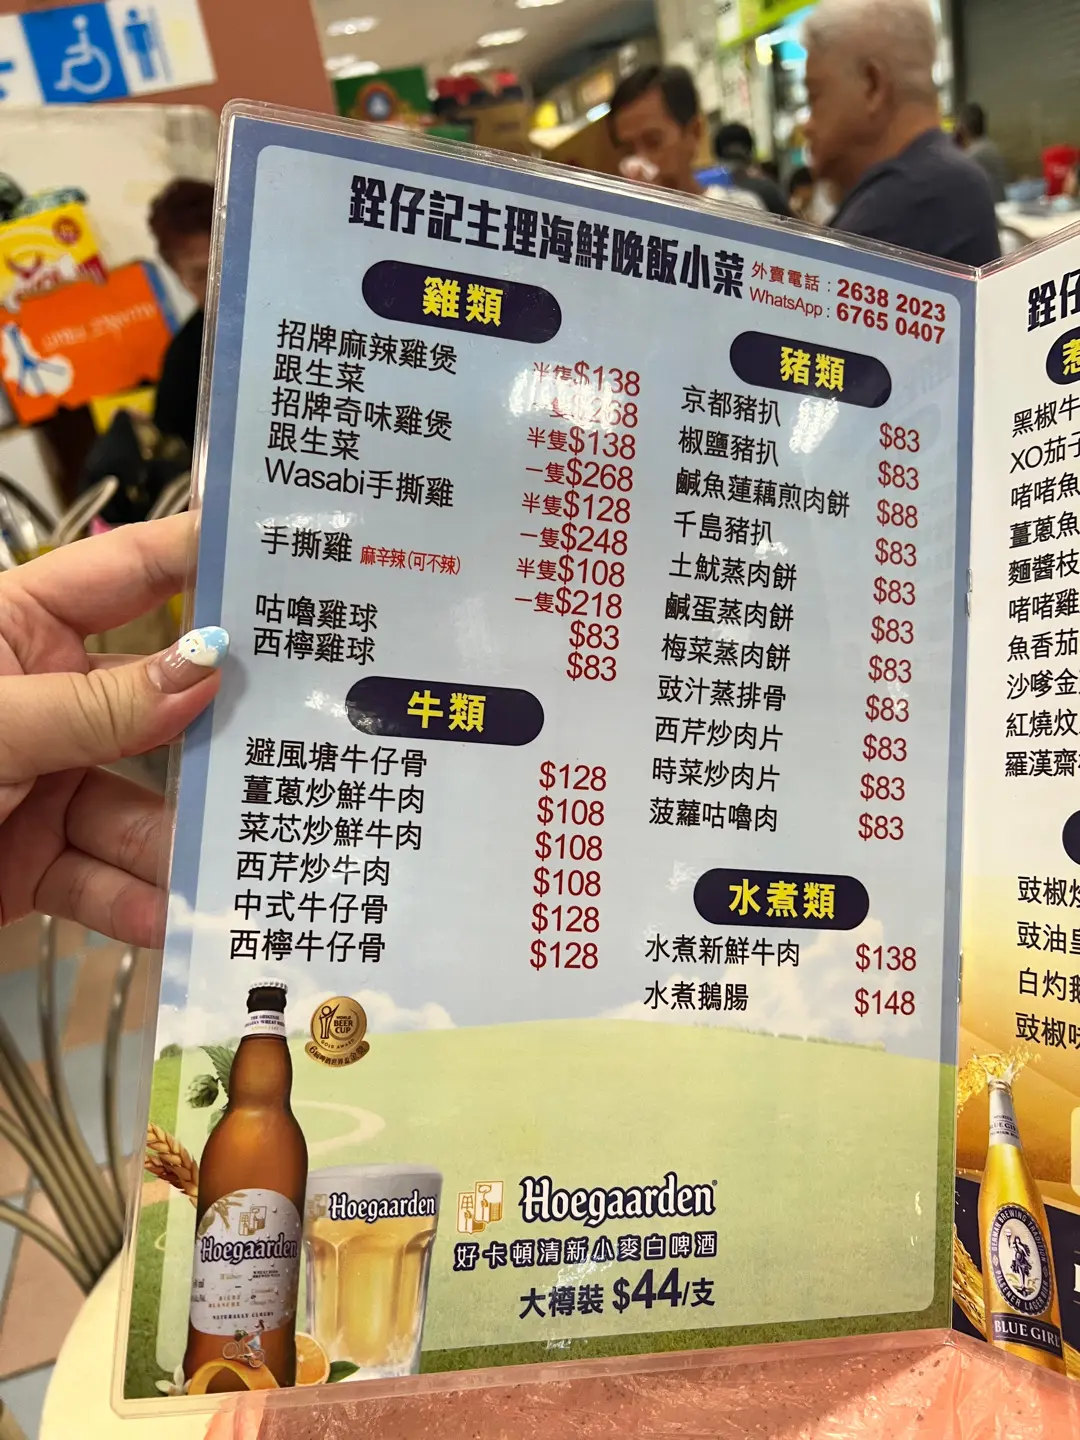 銓仔記主理海鮮晚飯小菜
外賣電話：2638 2023
WhatsApp：6765 0407
雞類
招牌麻辣雞煲 半隻$138
跟生菜 一隻$268
招牌奇味雞煲 半隻$138
跟生菜 一隻$268
Wasabi手撕雞 半隻$128
一隻$248
手撕雞 麻辛辣(可不辣) 半隻$108
一隻$218
咕嚕雞球 $83
西檸雞球 $83
牛類
避風塘牛仔骨 $128
薑蔥炒鮮牛肉 $108
菜芯炒鮮牛肉 $108
西芹炒牛肉 $108
中式牛仔骨 $128
西檸牛仔骨 $128
豬類
京都豬扒 $83
椒鹽豬扒 $83
鹹魚蓮藕煎肉餅 $88
千島豬扒 $83
土魷蒸肉餅 $83
鹹蛋蒸肉餅 $83
梅菜蒸肉餅 $83
豉汁蒸排骨 $83
西芹炒肉片 $83
時菜炒肉片 $83
菠蘿咕嚕肉 $83
水煮類
水煮新鮮牛肉 $138
水煮鵝腸 $148
WORLD
BEER
CUP
GOLD AWARD
Hoegaarden
Hoegaarden
Hoegaarden
好卡頓清新小麥白啤酒
大樽裝 $44/支
銓仔
惹
黑椒牛
XO茄子
啫啫魚
薑蔥魚
麵醬枝
啫啫雞
魚香茄
沙嗲金
紅燒炆
羅漢齋
豉椒炒
豉油皇
白灼鵝
豉椒
BLUE GIRL